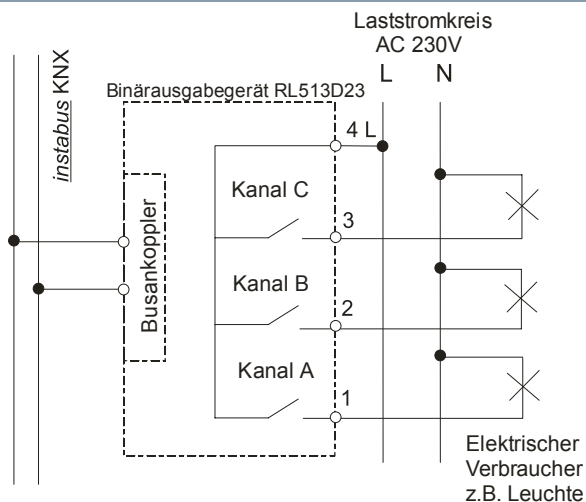 Laststromkreis
AC 230V
L N
instabus KNX
Binärausgabegerät RL513D23
4 L
Kanal C
3
Busankoppler
Kanal B
2
Kanal A
1
Elektrischer
Verbraucher
z.B. Leuchte